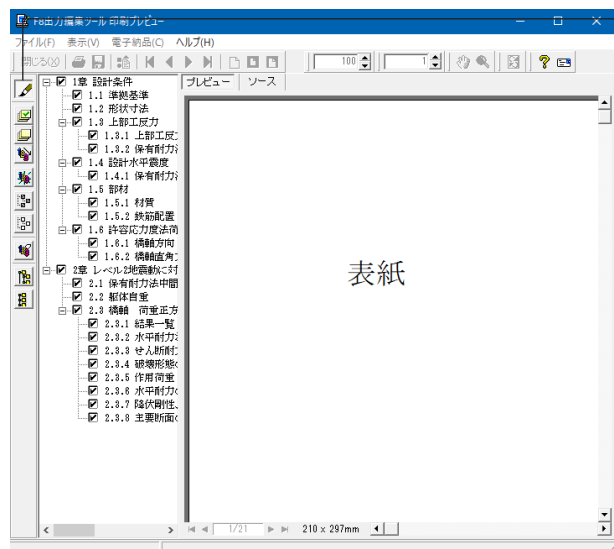 F8出力編集ツール 印刷プレビュー
ファイル(F) 表示(V) 電子納品(C) ヘルプ(H)
閉じる(X) 100 1
プレビュー ソース
1章 設計条件
1.1 準拠基準
1.2 形状寸法
1.3 上部工反力
1.3.1 上部工反
1.3.2 保有耐力
1.4 設計水平震度
1.4.1 保有耐力
1.5 部材
1.5.1 材質
1.5.2 鉄筋配置
1.6 許容応力度法荷
1.6.1 橋軸方向
1.6.2 橋軸直角
2章 レベル2地震動に対
2.1 保有耐力法中間
2.2 躯体自重
2.3 橋軸 荷重正方
2.3.1 結果一覧
2.3.2 水平耐力
2.3.3 せん断耐
2.3.4 破壊形態
2.3.5 作用荷重
2.3.6 水平耐力
2.3.7 降伏剛性、
2.3.8 主要断面
表紙
1/21 210 x 297mm